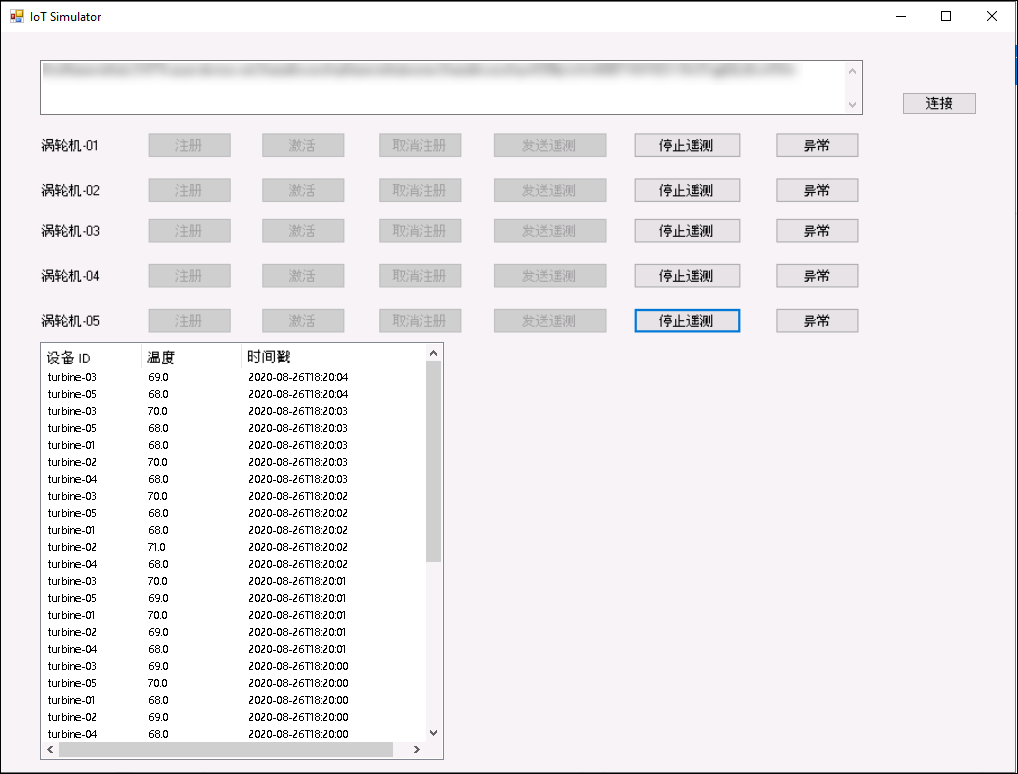 IoT Simulator
连接
涡轮机-01 注册 激活 取消注册 发送遥测 停止遥测 异常
涡轮机-02 注册 激活 取消注册 发送遥测 停止遥测 异常
涡轮机-03 注册 激活 取消注册 发送遥测 停止遥测 异常
涡轮机-04 注册 激活 取消注册 发送遥测 停止遥测 异常
涡轮机-05 注册 激活 取消注册 发送遥测 停止遥测 异常
设备 ID 温度 时间戳
turbine-03 69.0 2020-08-26T18:20:04
turbine-05 68.0 2020-08-26T18:20:04
turbine-03 70.0 2020-08-26T18:20:03
turbine-05 68.0 2020-08-26T18:20:03
turbine-01 68.0 2020-08-26T18:20:03
turbine-02 70.0 2020-08-26T18:20:03
turbine-04 68.0 2020-08-26T18:20:03
turbine-03 70.0 2020-08-26T18:20:02
turbine-05 68.0 2020-08-26T18:20:02
turbine-01 68.0 2020-08-26T18:20:02
turbine-02 71.0 2020-08-26T18:20:02
turbine-04 68.0 2020-08-26T18:20:02
turbine-03 70.0 2020-08-26T18:20:01
turbine-05 69.0 2020-08-26T18:20:01
turbine-01 70.0 2020-08-26T18:20:01
turbine-02 69.0 2020-08-26T18:20:01
turbine-04 68.0 2020-08-26T18:20:01
turbine-03 69.0 2020-08-26T18:20:00
turbine-05 70.0 2020-08-26T18:20:00
turbine-01 68.0 2020-08-26T18:20:00
turbine-02 69.0 2020-08-26T18:20:00
turbine-04 68.0 2020-08-26T18:20:00